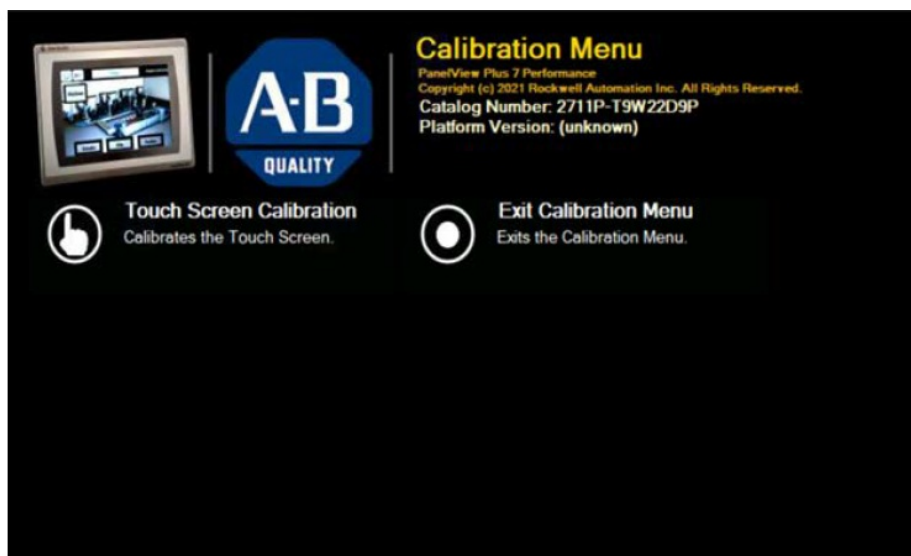 Calibration Menu
PanelView Plus 7 Performance
Copyright (c) 2021 Rockwell Automation Inc. All Rights Reserved.
Catalog Number: 2711P-T9W22D9P
Platform Version: (unknown)
A·B
QUALITY
Touch Screen Calibration
Calibrates the Touch Screen.
Exit Calibration Menu
Exits the Calibration Menu.